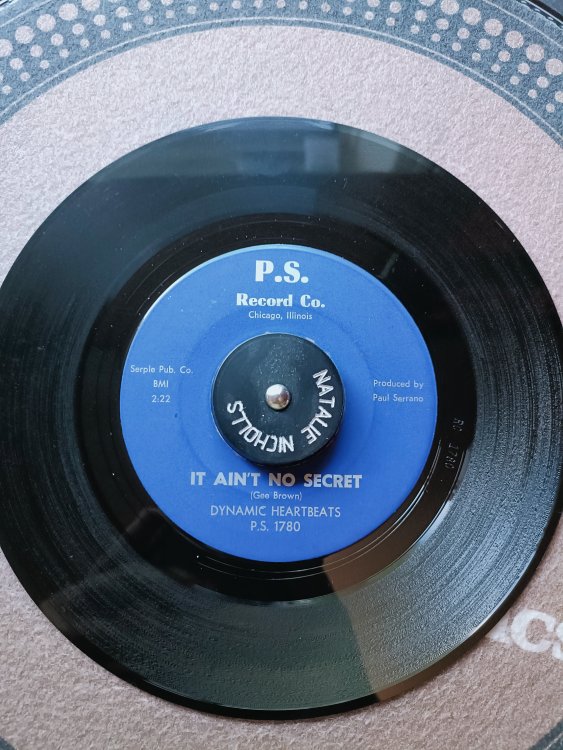 P.S.
Record Co.
Chicago, Illinois
Serple Pub. Co.
BMI
2:22
Produced by
Paul Serrano
NATALIE NICHOLLS
IT AIN'T NO SECRET
(Gee Brown)
DYNAMIC HEARTBEATS
P.S. 1780